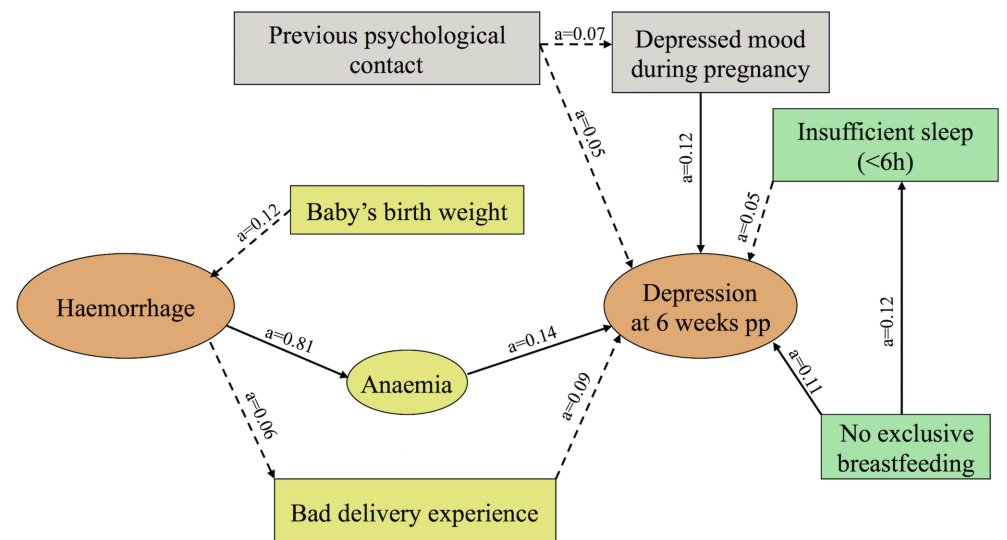 Previous psychological
contact
a=0.07
Depressed mood
during pregnancy
a=0.05
a=0.12
Insufficient sleep
(<6h)
a=0.05
Baby's birth weight
a=0.12
Haemorrhage
Depression
at 6 weeks pp
a=0.81
Anaemia
a=0.14
a=0.12
a=0.11
a=0.06
a=0.09
No exclusive
breastfeeding
Bad delivery experience